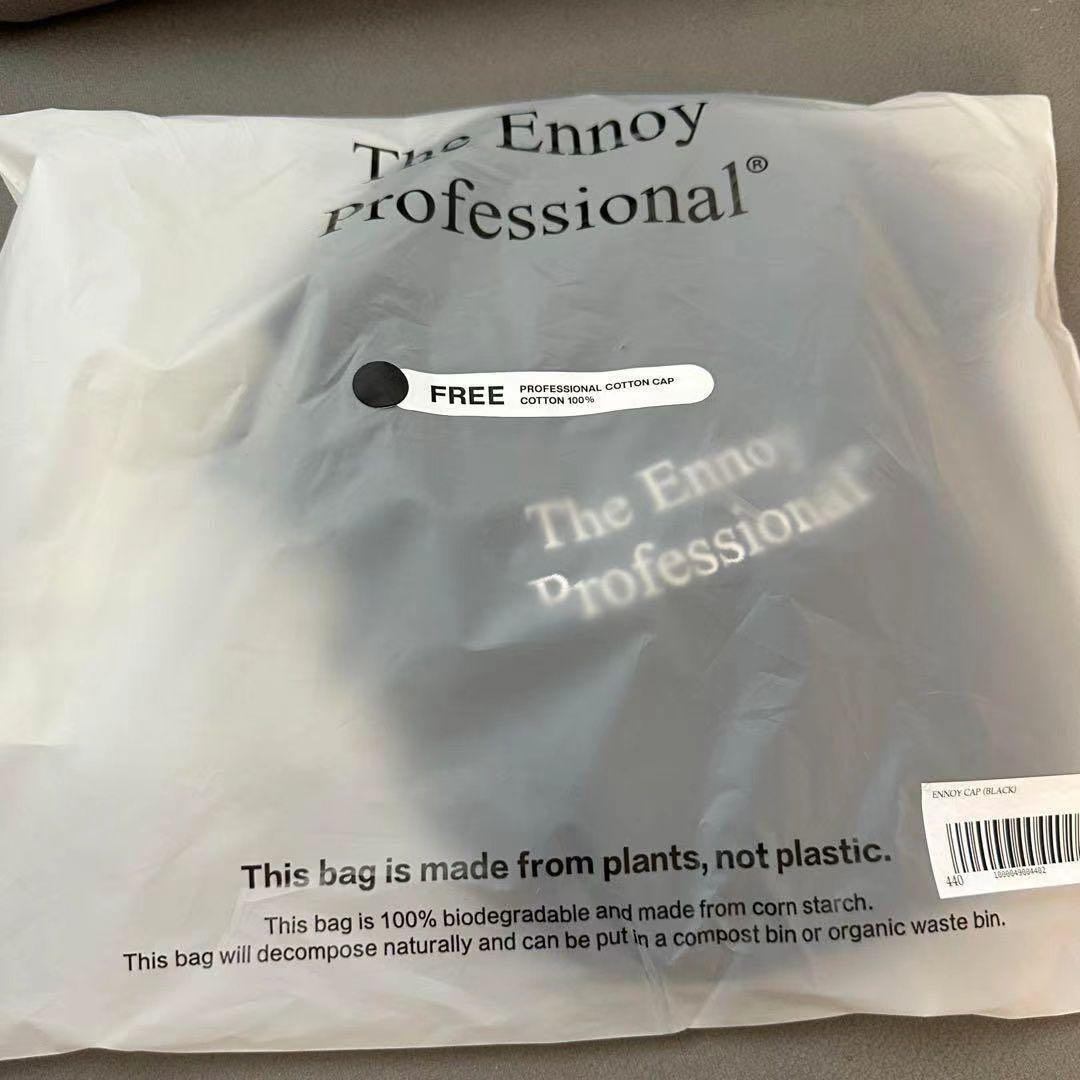 The Ennoy
Professional®
FREE PROFESSIONAL COTTON CAP
COTTON 100%
The Ennoy
Professional®
ENNOY CAP (BLACK)
440
1000049004402
This bag is made from plants, not plastic.
This bag is 100% biodegradable and made from corn starch.
This bag will decompose naturally and can be put in a compost bin or organic waste bin.